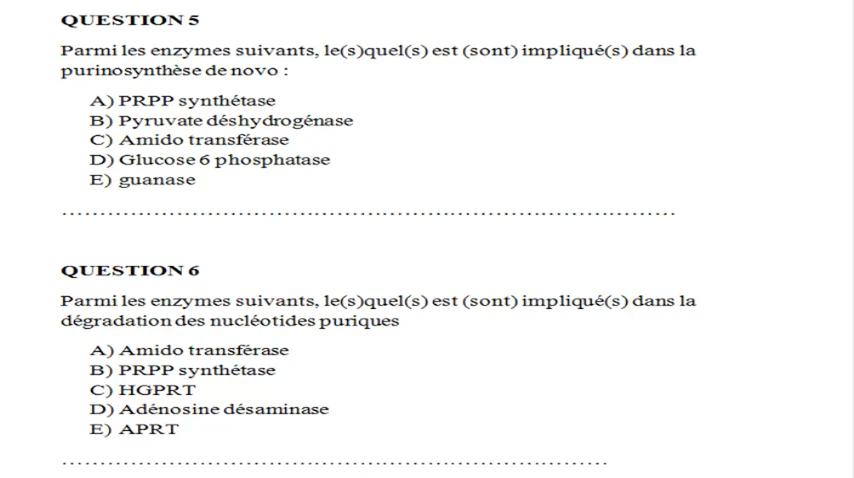 QUESTION 5
Parmi les enzymes suivants, le(s)quel(s) est (sont) impliqué(s) dans la
purinosynthèse de novo :
A) PRPP synthétase
B) Pyruvate déshydrogénase
C) Amido transférase
D) Glucose 6 phosphatase
E) guanase
………………………………………………………………………
QUESTION 6
Parmi les enzymes suivants, le(s)quel(s) est (sont) impliqué(s) dans la
dégradation des nucléotides puriques
A) Amido transférase
B) PRPP synthétase
C) HGPRT
D) Adénosine désaminase
E) APRT
………………………………………………………………